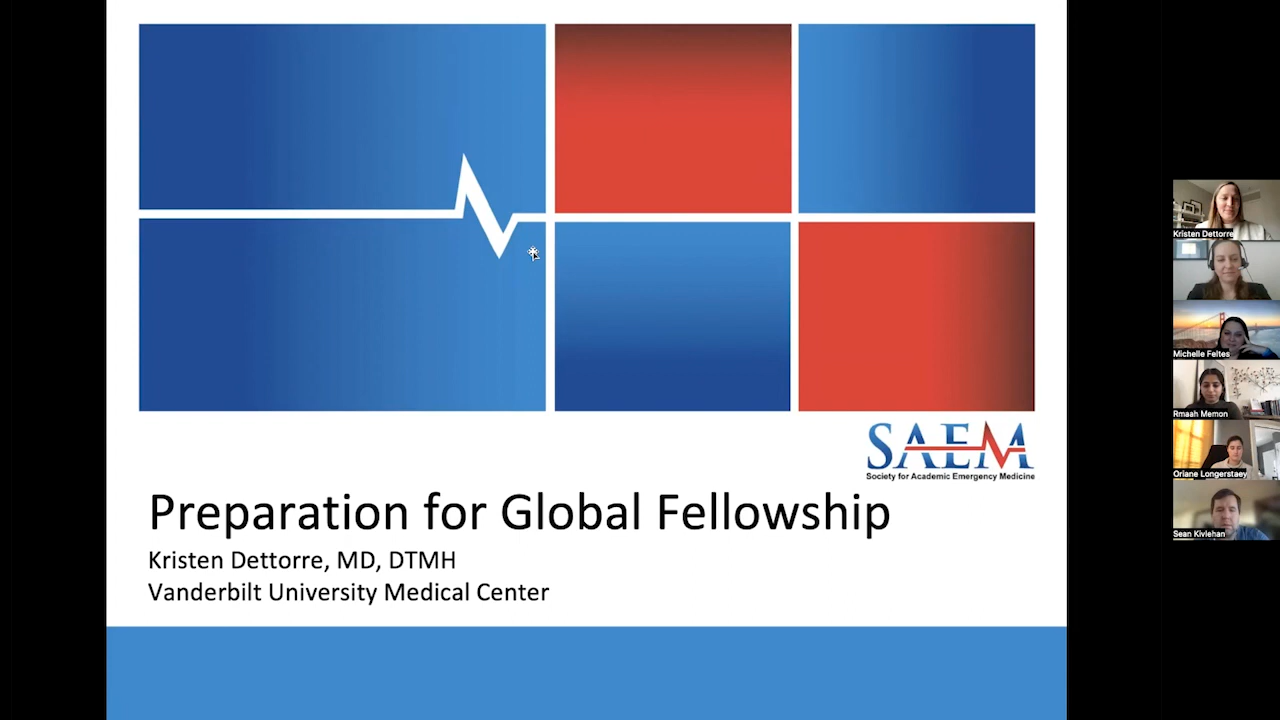 SAEM
Society for Academic Emergency Medicine
Preparation for Global Fellowship
Kristen Dettorre, MD, DTMH
Vanderbilt University Medical Center
Kristen Dettorre
Michelle Feltes
Rmaah Memon
Oriane Longerstaey
Sean Kivlehan